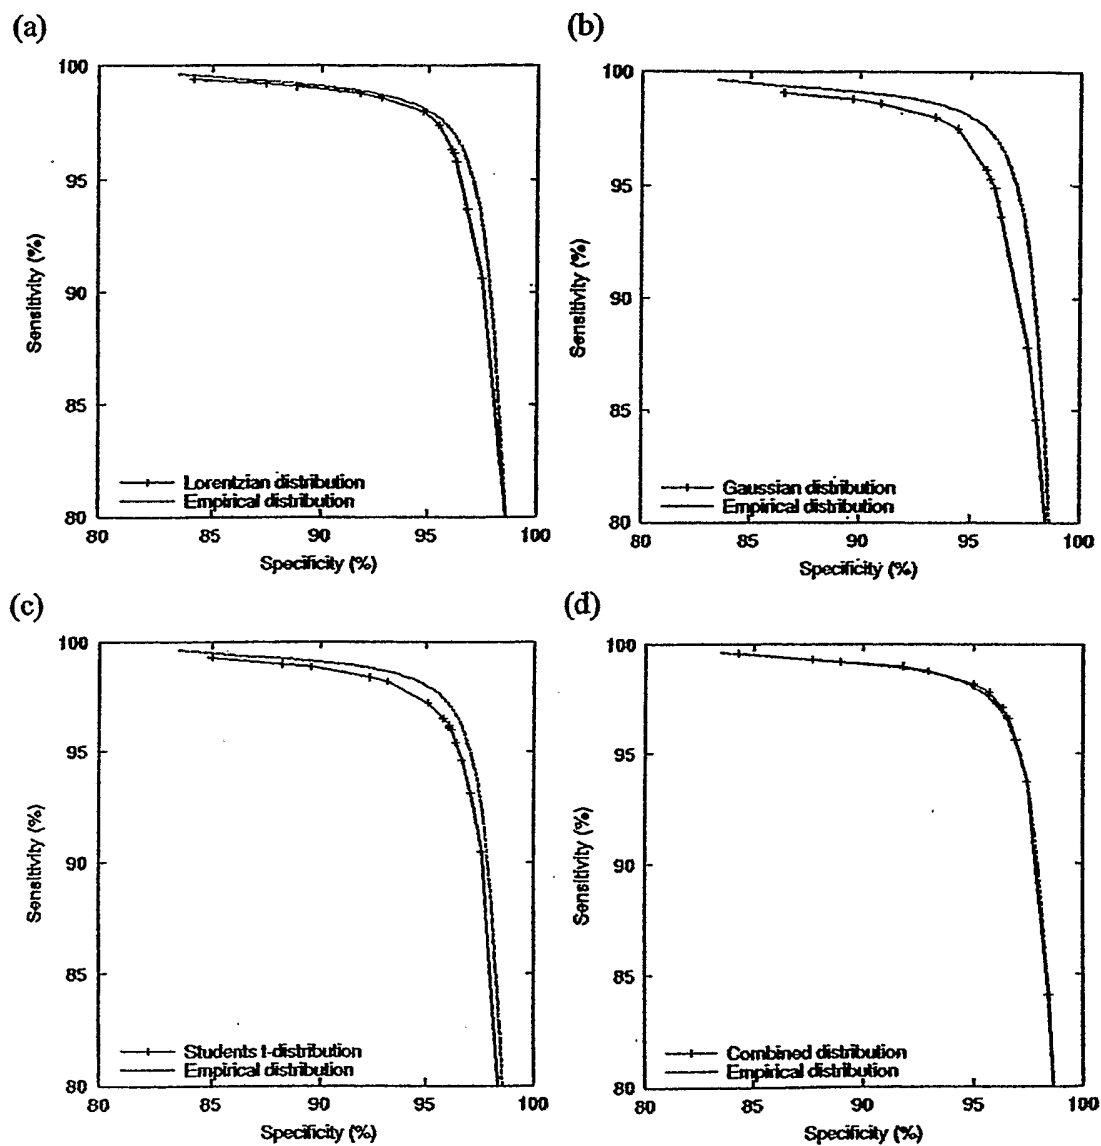 (a)
100
95
90
85
80
Sensitivity (%)
Lorentzian distribution
Empirical distribution
80 85 90 95 100
Specificity (%)
(b)
100
95
90
85
80
Sensitivity (%)
Gaussian distribution
Empirical distribution
80 85 90 95 100
Specificity (%)
(c)
100
95
90
85
80
Sensitivity (%)
Students t-distribution
Empirical distribution
80 85 90 95 100
Specificity (%)
(d)
100
95
90
85
80
Sensitivity (%)
Combined distribution
Empirical distribution
80 85 90 95 100
Specificity (%)